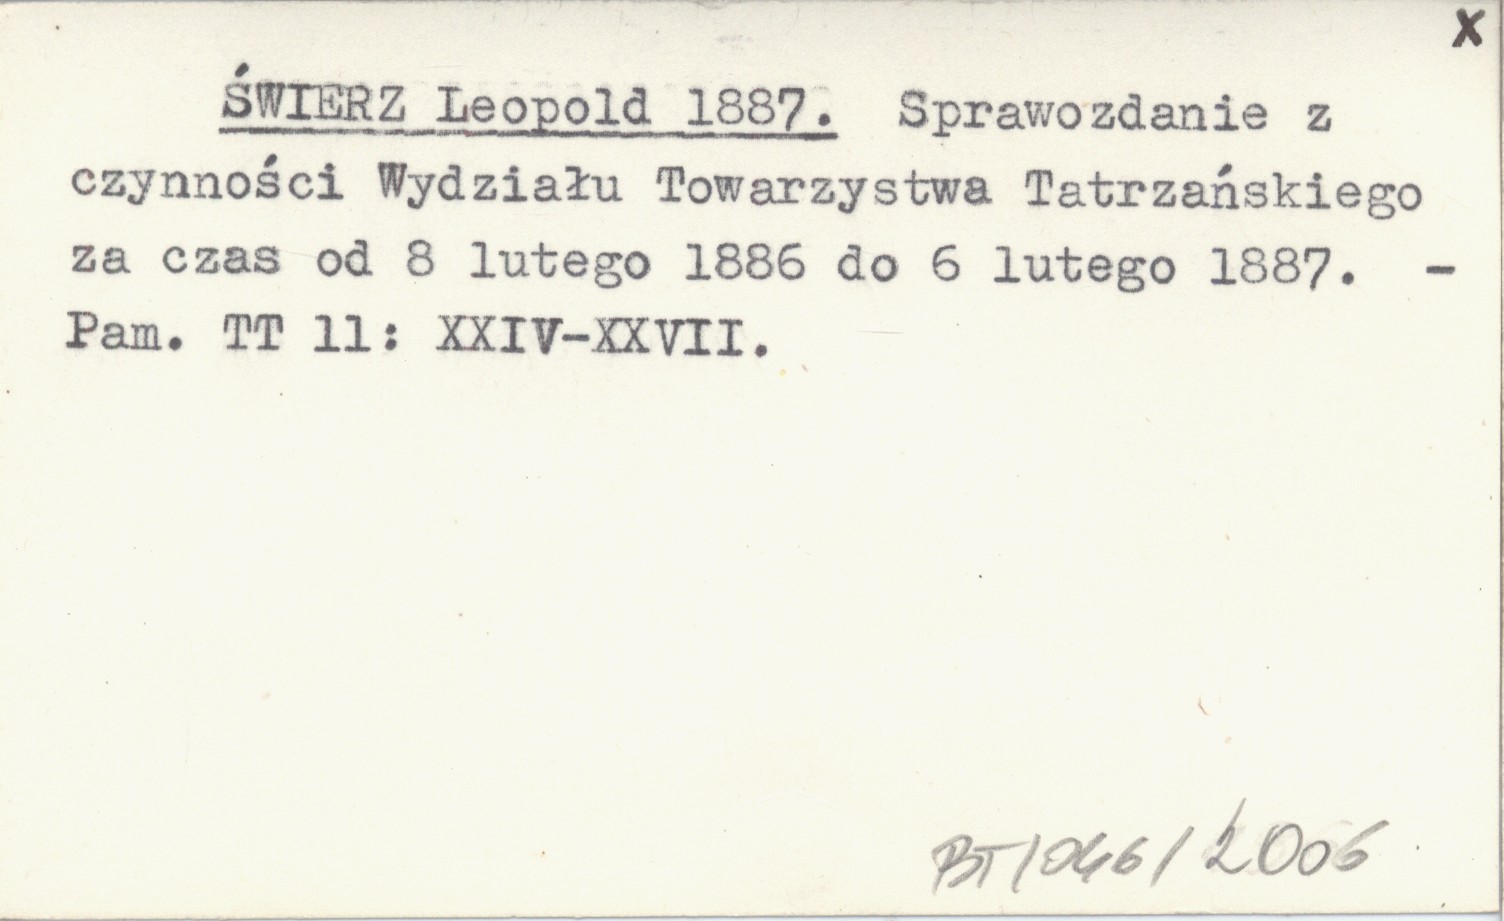 x
ŚWIERZ Leopold 1887. Sprawozdanie z
czynności Wydziału Towarzystwa Tatrzańskiego
za czas od 8 lutego 1886 do 6 lutego 1887. -
Pam. TT 11: XXIV-XXVII.
BT/046/2006